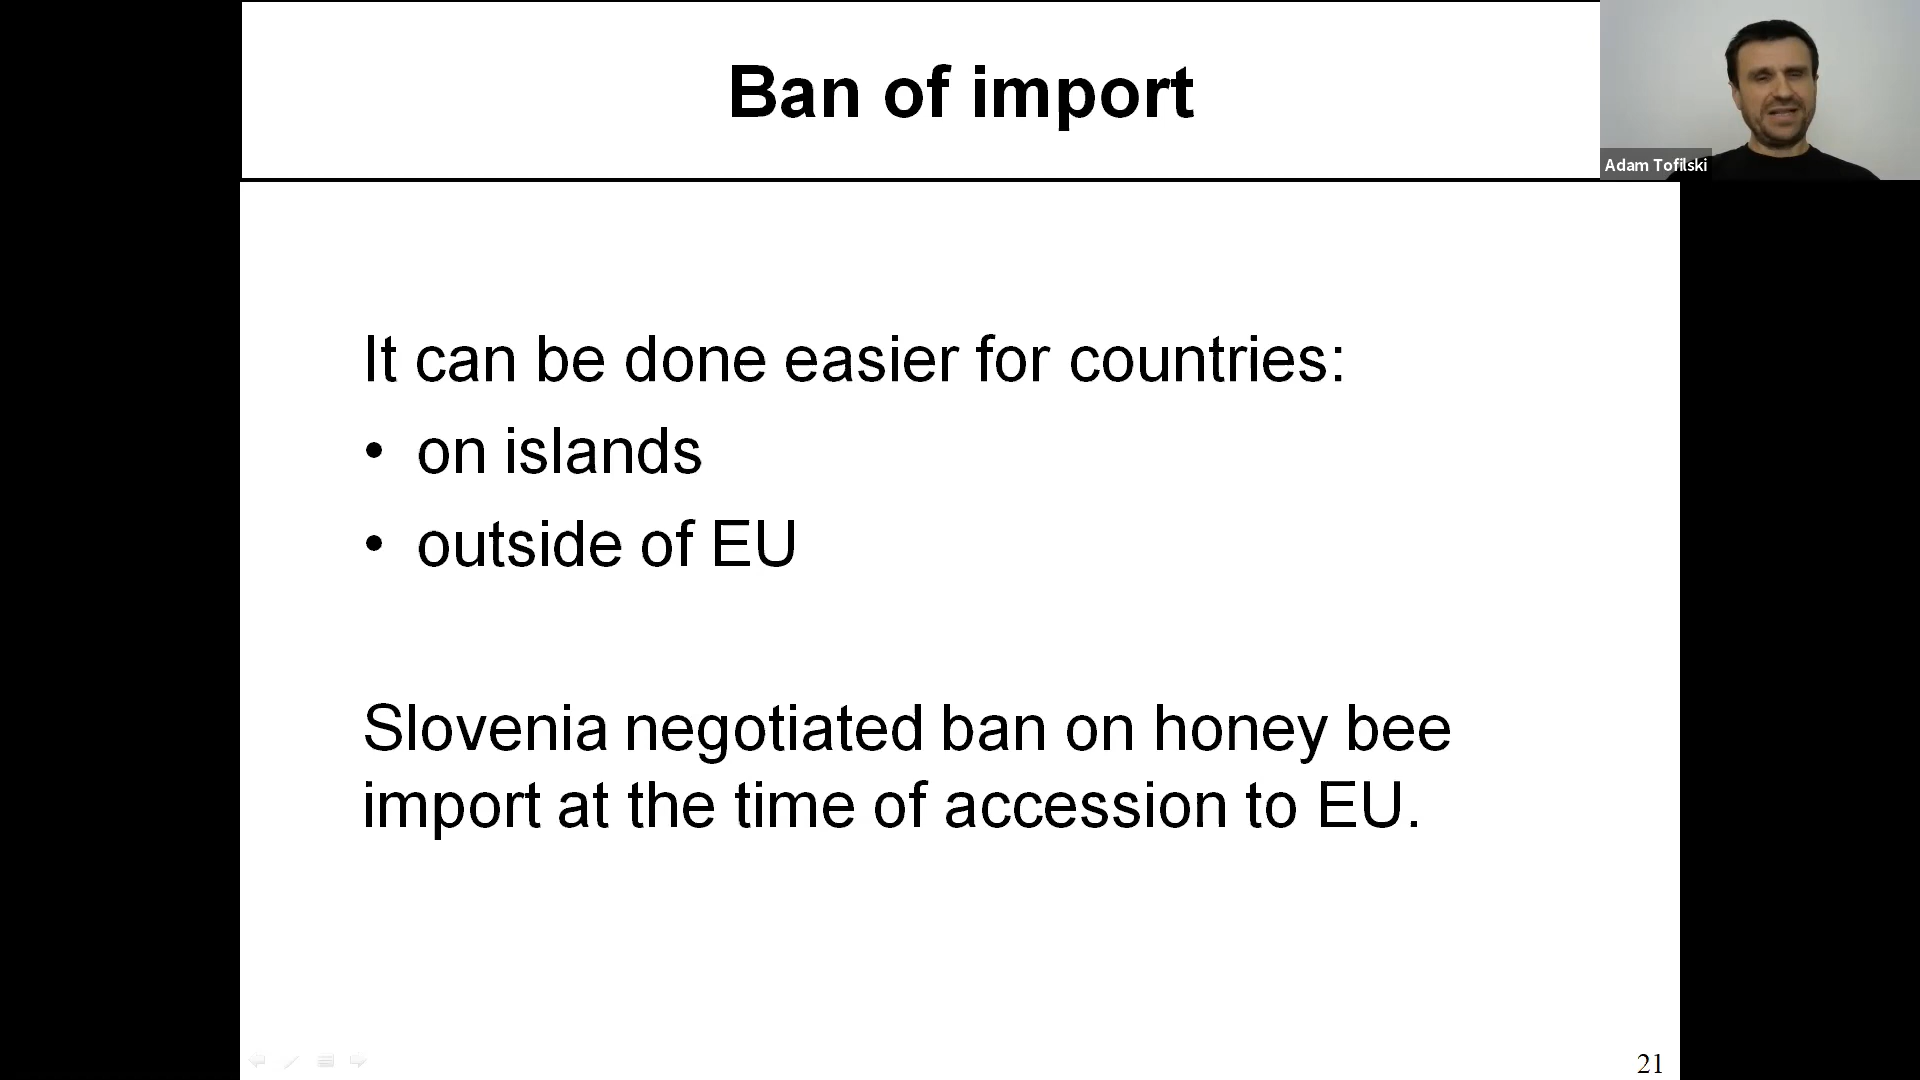 Ban of import
Adam Tofilski
It can be done easier for countries:
• on islands
• outside of EU
Slovenia negotiated ban on honey bee
import at the time of accession to EU.
21